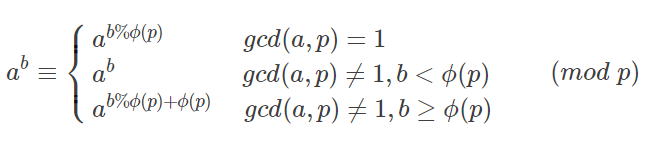 a^b ≡ { a^{b%ϕ(p)} gcd(a, p) = 1
a^b gcd(a, p) ≠ 1, b < ϕ(p) (mod p)
a^{b%ϕ(p)+ϕ(p)} gcd(a, p) ≠ 1, b ≥ ϕ(p)